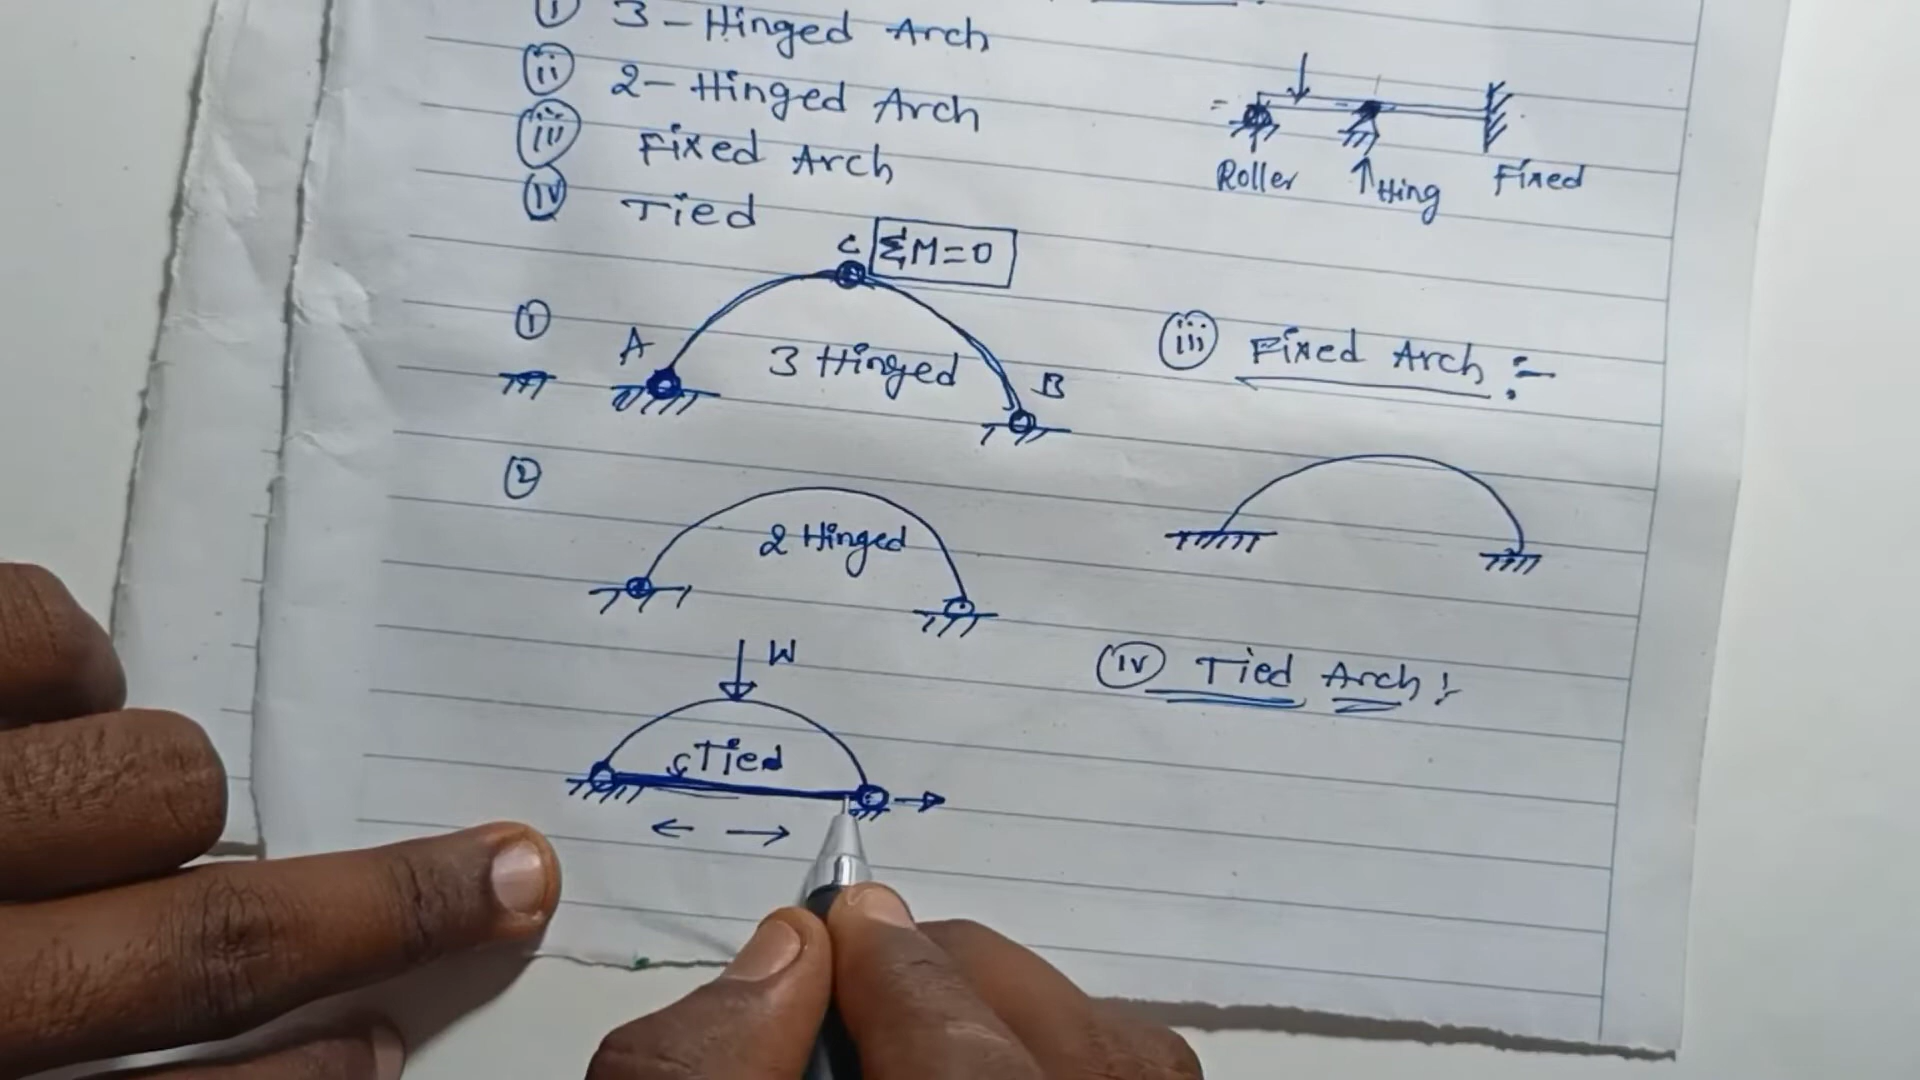 (i) 3-Hinged Arch
(ii) 2-Hinged Arch
(iii) Fixed Arch
(iv) Tied
Roller ↑Hing Fixed
C ΣM=0
①
A
3 Hinged
B
(iii) Fixed Arch :-
②
2 Hinged
W
(iv) Tied Arch :-
Tied